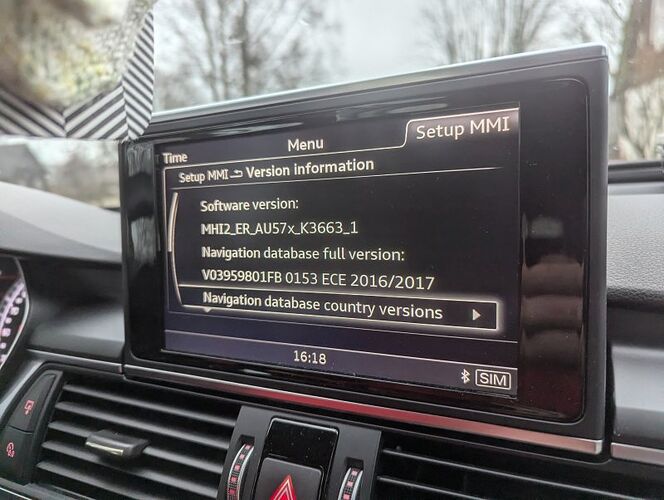 Time
Menu
Setup MMI
Setup MMI Version information
Software version:
MHI2_ER_AU57x_K3663_1
Navigation database full version:
V03959801FB 0153 ECE 2016/2017
Navigation database country versions
16:18
SIM